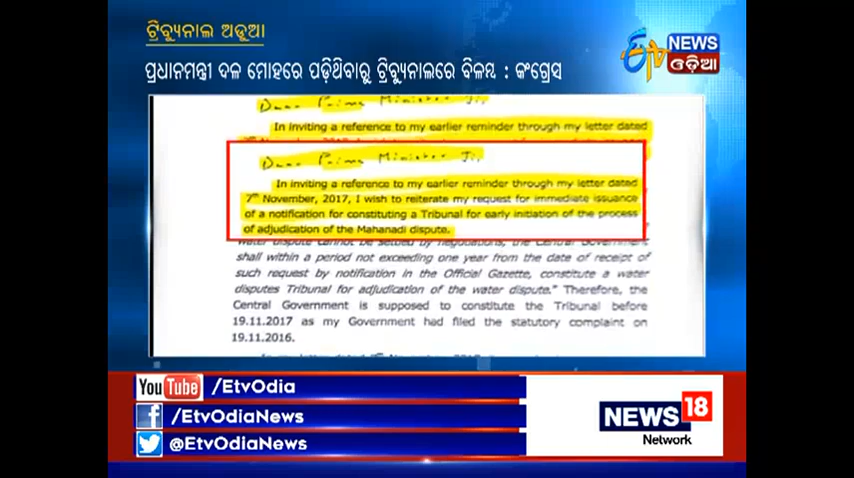 ଟ୍ରିବ୍ୟୁନାଲ ଅଡୁଆ
ପ୍ରଧାନମନ୍ତ୍ରୀ ଦଳ ମୋହରେ ପଡ଼ିଥିବାରୁ ଟ୍ରିବ୍ୟୁନାଲରେ ବିଳମ୍ବ : କଂଗ୍ରେସ
etv NEWS
ଓଡ଼ିଆ
Dear Prime Minister Ji,
In inviting a reference to my earlier reminder through my letter dated
Dear Prime Minister Ji,
In inviting a reference to my earlier reminder through my letter dated
7th November, 2017, I wish to reiterate my request for immediate issuance
of a notification for constituting a Tribunal for early initiation of the process
of adjudication of the Mahanadi dispute.
water dispute cannot be settled by negotiations, the Central Government
shall within a period not exceeding one year from the date of receipt of
such request by notification in the Official Gazette, constitute a water
disputes Tribunal for adjudication of the water dispute." Therefore, the
Central Government is supposed to constitute the Tribunal before
19.11.2017 as my Government had filed the statutory complaint on
19.11.2016.
YouTube /EtvOdia
f /EtvOdiaNews
@EtvOdiaNews
NEWS 18
Network